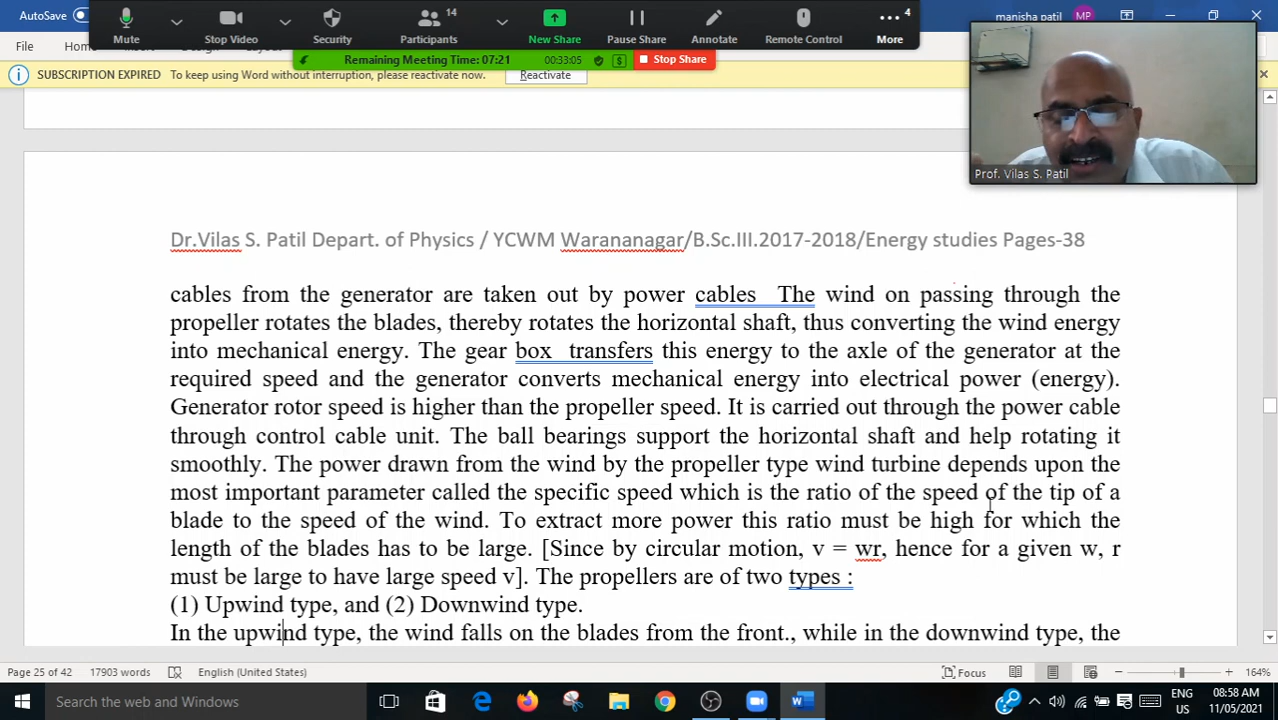 AutoSave
manisha patil MP
14
4
Mute
Stop Video
Security
Participants
New Share
Pause Share
Annotate
Remote Control
More
File
Remaining Meeting Time: 07:21
00:33:05
$
Stop Share
SUBSCRIPTION EXPIRED To keep using Word without interruption, please reactivate now.
Reactivate
Prof. Vilas S. Patil
Dr.Vilas S. Patil Depart. of Physics / YCWM Warananagar/B.Sc.III.2017-2018/Energy studies Pages-38
cables from the generator are taken out by power cables The wind on passing through the
propeller rotates the blades, thereby rotates the horizontal shaft, thus converting the wind energy
into mechanical energy. The gear box transfers this energy to the axle of the generator at the
required speed and the generator converts mechanical energy into electrical power (energy).
Generator rotor speed is higher than the propeller speed. It is carried out through the power cable
through control cable unit. The ball bearings support the horizontal shaft and help rotating it
smoothly. The power drawn from the wind by the propeller type wind turbine depends upon the
most important parameter called the specific speed which is the ratio of the speed of the tip of a
blade to the speed of the wind. To extract more power this ratio must be high for which the
length of the blades has to be large. [Since by circular motion, v = wr, hence for a given w, r
must be large to have large speed v]. The propellers are of two types :
(1) Upwind type, and (2) Downwind type.
In the upwind type, the wind falls on the blades from the front., while in the downwind type, the
Page 25 of 42
17903 words
English (United States)
Focus
164%
Search the web and Windows
ENG
US
08:58 AM
11/05/2021